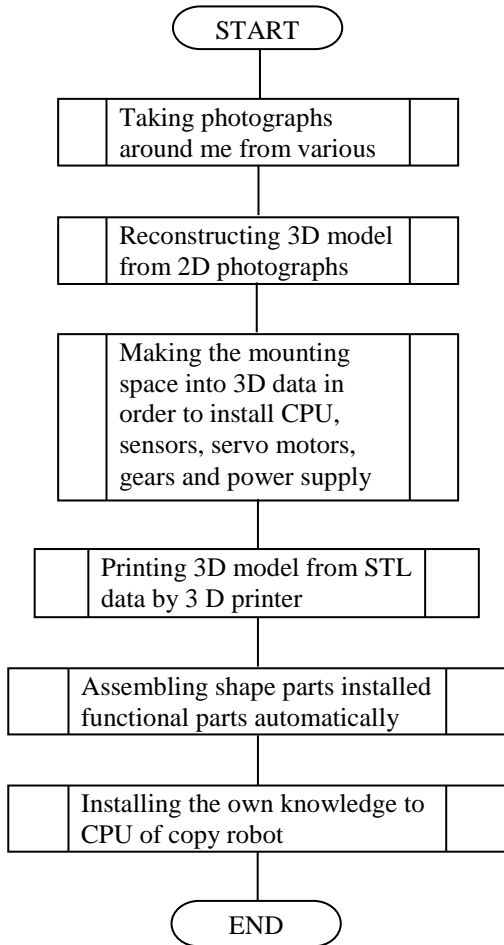 START
Taking photographs
around me from various
Reconstructing 3D model
from 2D photographs
Making the mounting
space into 3D data in
order to install CPU,
sensors, servo motors,
gears and power supply
Printing 3D model from STL
data by 3 D printer
Assembling shape parts installed
functional parts automatically
Installing the own knowledge to
CPU of copy robot
END